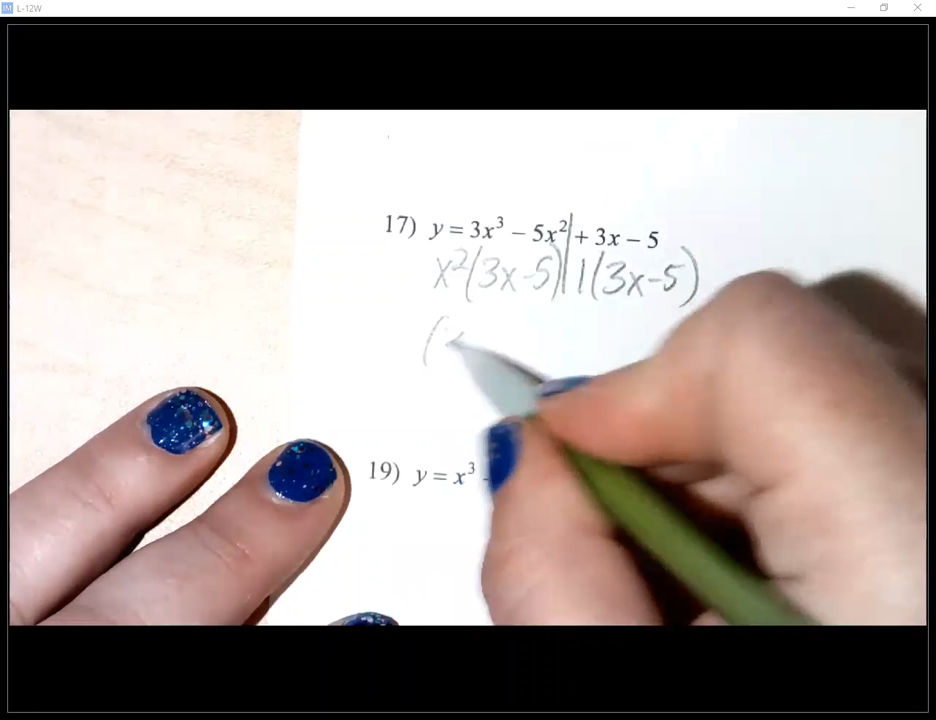 L-12W
17) y = 3x³ − 5x² | + 3x − 5
x²(3x-5) | 1(3x-5)
(
19) y = x³